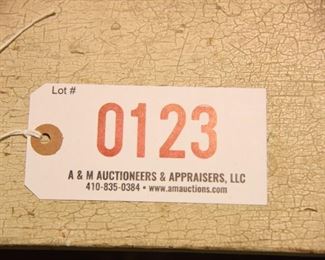 Lot #
0123
A & M AUCTIONEERS & APPRAISERS, LLC
410-835-0384 • www.amauctions.com